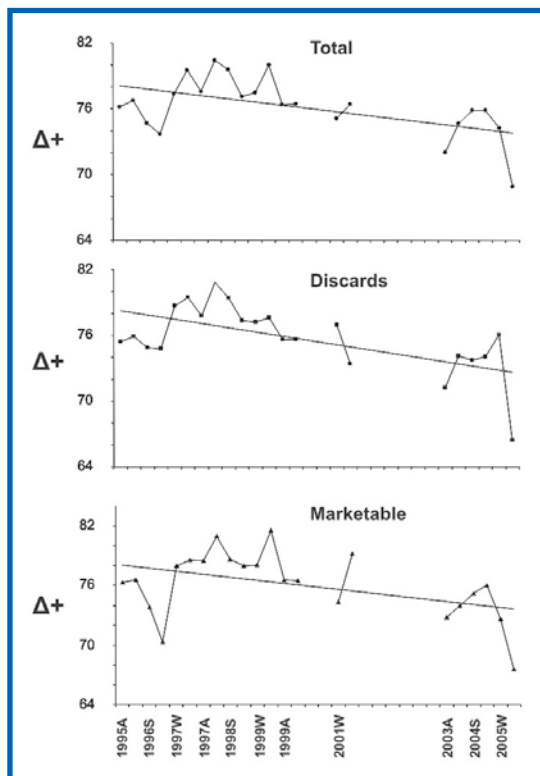 Total
82
76
Δ+
70
64
Discards
82
76
Δ+
70
64
Marketable
82
76
Δ+
70
64
1995A
1996S
1997W
1997A
1998S
1999W
1999A
2001W
2003A
2004S
2005W